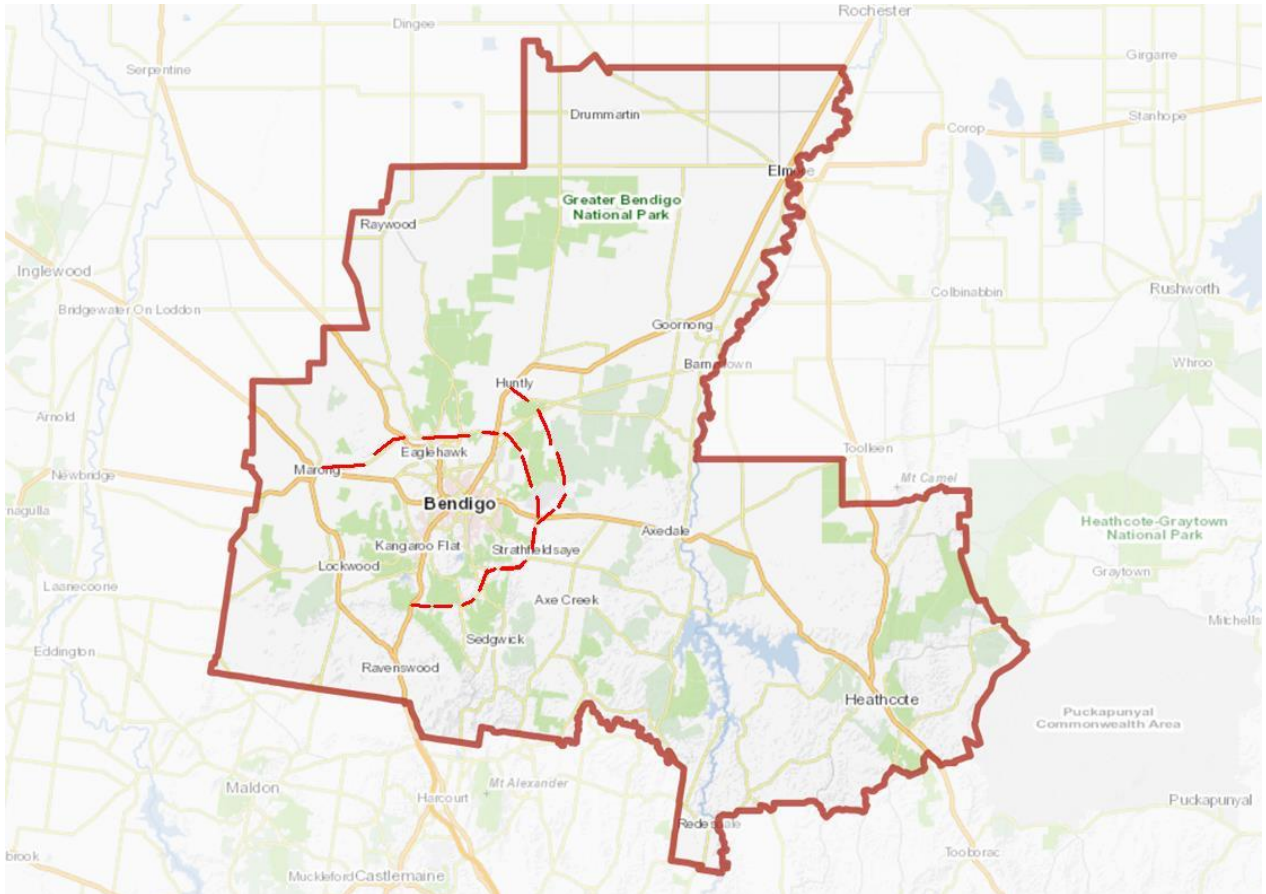 Rochester
Dingee
Girgarre
Serpentine
Drummartin
Stanhope
Corop
Elmore
Greater Bendigo
National Park
Raywood
Inglewood
Rushworth
Colbinabbin
Bridgewater On Loddon
Goornong
Barnadown
Whroo
Huntly
Arnold
Toolleen
Eaglehawk
Marong
Newbridge
Mt Camel
Bendigo
Heathcote-Graytown
National Park
Axedale
Kangaroo Flat
Strathfieldsaye
Lockwood
Graytown
Laanecoorie
Axe Creek
Sedgwick
Eddington
Ravenswood
Heathcote
Puckapunyal
Commonwealth Area
Mt Alexander
Maldon
Harcourt
Puckapunyal
Redesdale
Tooborac
Muckleford
Castlemaine